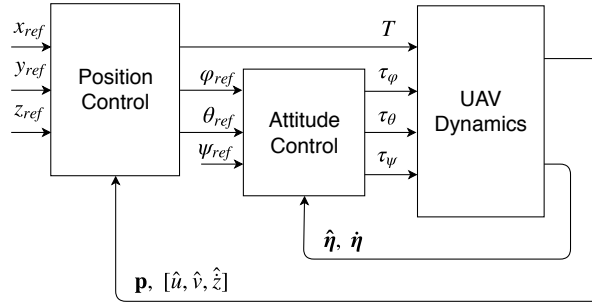 x_ref
T
y_ref
Position Control
φ_ref
τ_φ
UAV Dynamics
z_ref
θ_ref
Attitude Control
τ_θ
ψ_ref
τ_ψ
η̂, η̇
p, [û, v̂, ż̂]